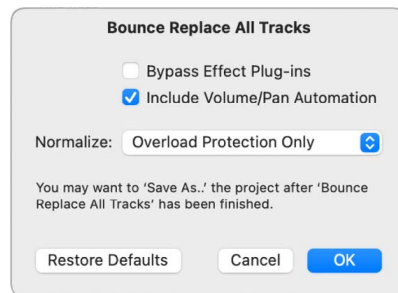 Bounce Replace All Tracks
Bypass Effect Plug-ins
Include Volume/Pan Automation
Normalize: Overload Protection Only
You may want to 'Save As..' the project after 'Bounce
Replace All Tracks' has been finished.
Restore Defaults Cancel OK